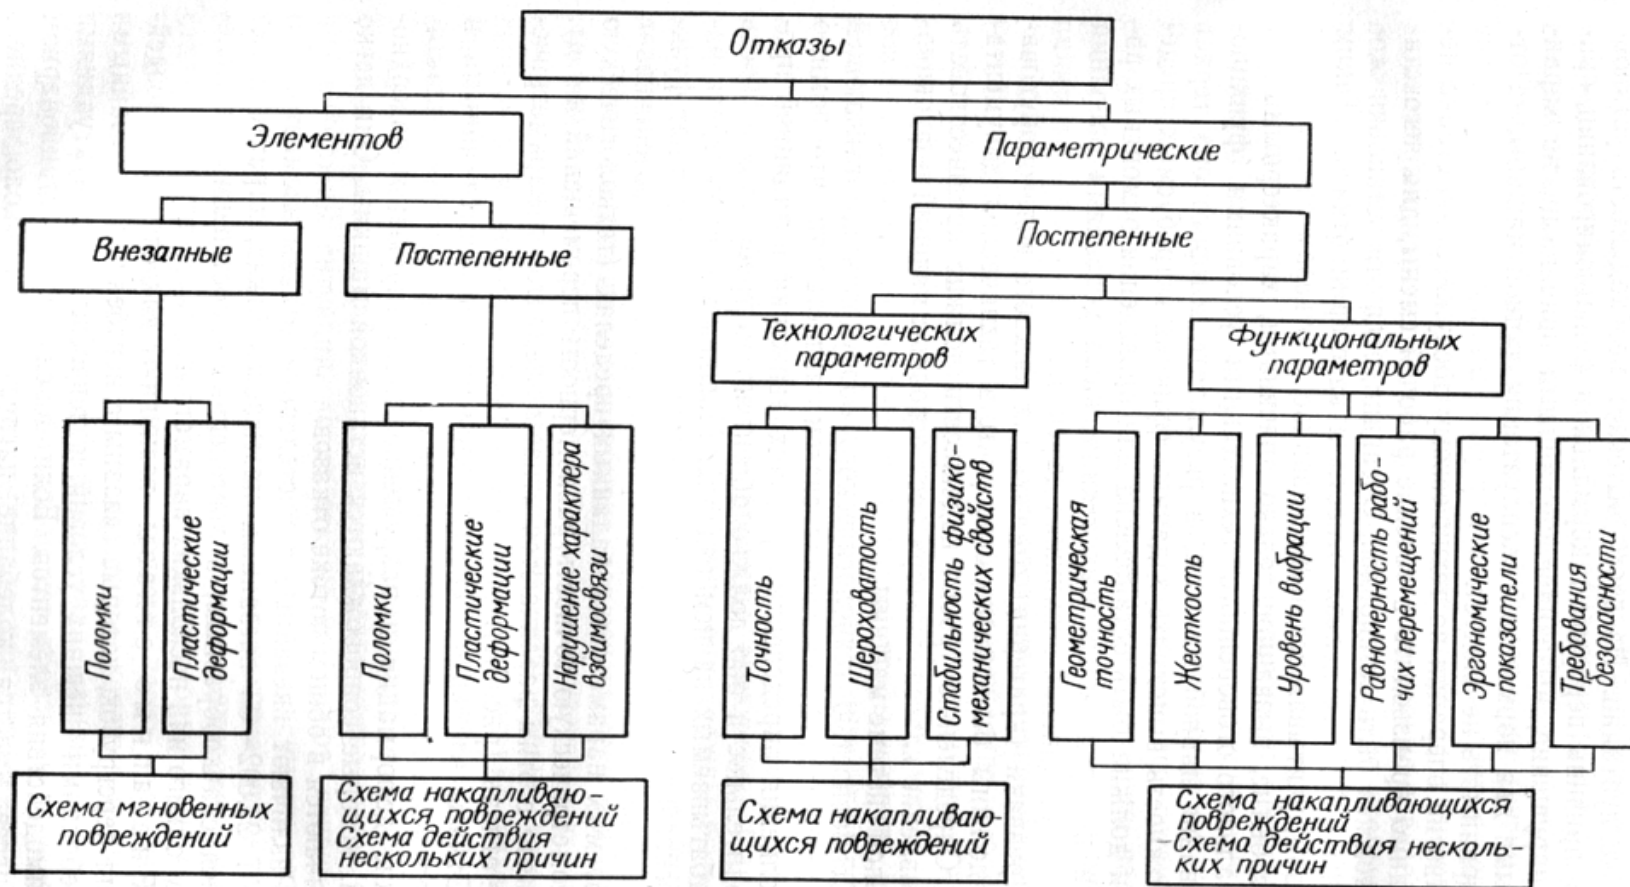 Отказы
Элементов
Параметрические
Внезапные
Постепенные
Постепенные
Технологических
параметров
Функциональных
параметров
Поломки
Пластические
деформации
Поломки
Пластические
деформации
Нарушение характера
взаимосвязи
Точность
Шероховатость
Стабильность физико-
механических свойств
Геометрическая
точность
Жесткость
Уровень вибрации
Равномерность рабо-
чих перемещений
Эргономические
показатели
Требования
безопасности
Схема мгновенных
повреждений
Схема накапливаю-
щихся повреждений
Схема действия
нескольких причин
Схема накапливаю-
щихся повреждений
Схема накапливающихся
повреждений
-Схема действия несколь-
ких причин